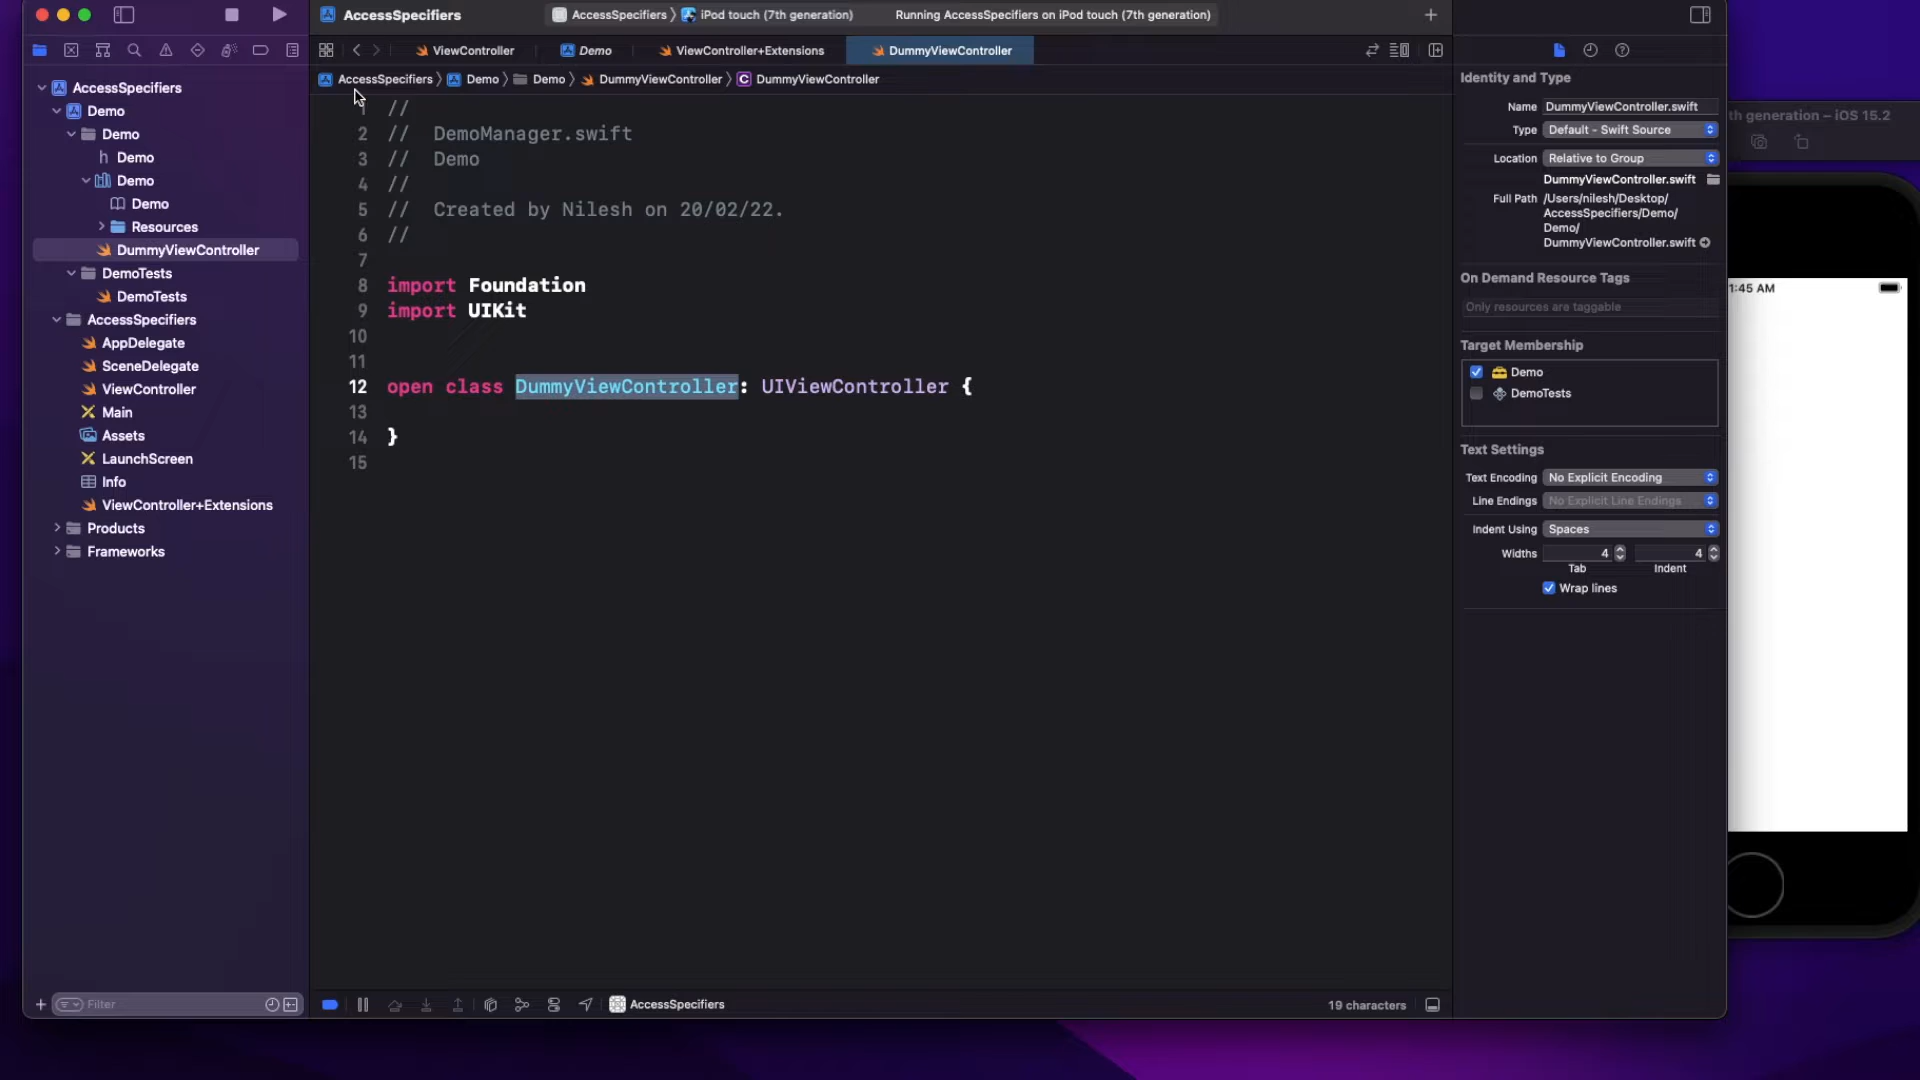 AccessSpecifiers
AccessSpecifiers
iPod touch (7th generation)
Running AccessSpecifiers on iPod touch (7th generation)
ViewController
Demo
ViewController+Extensions
DummyViewController
AccessSpecifiers
Demo
Demo
DummyViewController
C
DummyViewController
AccessSpecifiers
Demo
Demo
h
Demo
Demo
Demo
Resources
DummyViewController
DemoTests
DemoTests
AccessSpecifiers
AppDelegate
SceneDelegate
ViewController
Main
Assets
LaunchScreen
Info
ViewController+Extensions
Products
Frameworks
Filter
1 //
2 // DemoManager.swift
3 // Demo
4 //
5 // Created by Nilesh on 20/02/22.
6 //
7
8 import Foundation
9 import UIKit
10
11
12 open class DummyViewController: UIViewController {
13
14 }
15
AccessSpecifiers
19 characters
Identity and Type
Name DummyViewController.swift
Type Default - Swift Source
Location Relative to Group
DummyViewController.swift
Full Path /Users/nilesh/Desktop/
AccessSpecifiers/Demo/
Demo/
DummyViewController.swift
On Demand Resource Tags
Only resources are taggable
Target Membership
Demo
DemoTests
Text Settings
Text Encoding No Explicit Encoding
Line Endings No Explicit Line Endings
Indent Using Spaces
Widths 4 4
Tab Indent
Wrap lines
th generation – iOS 15.2
1:45 AM